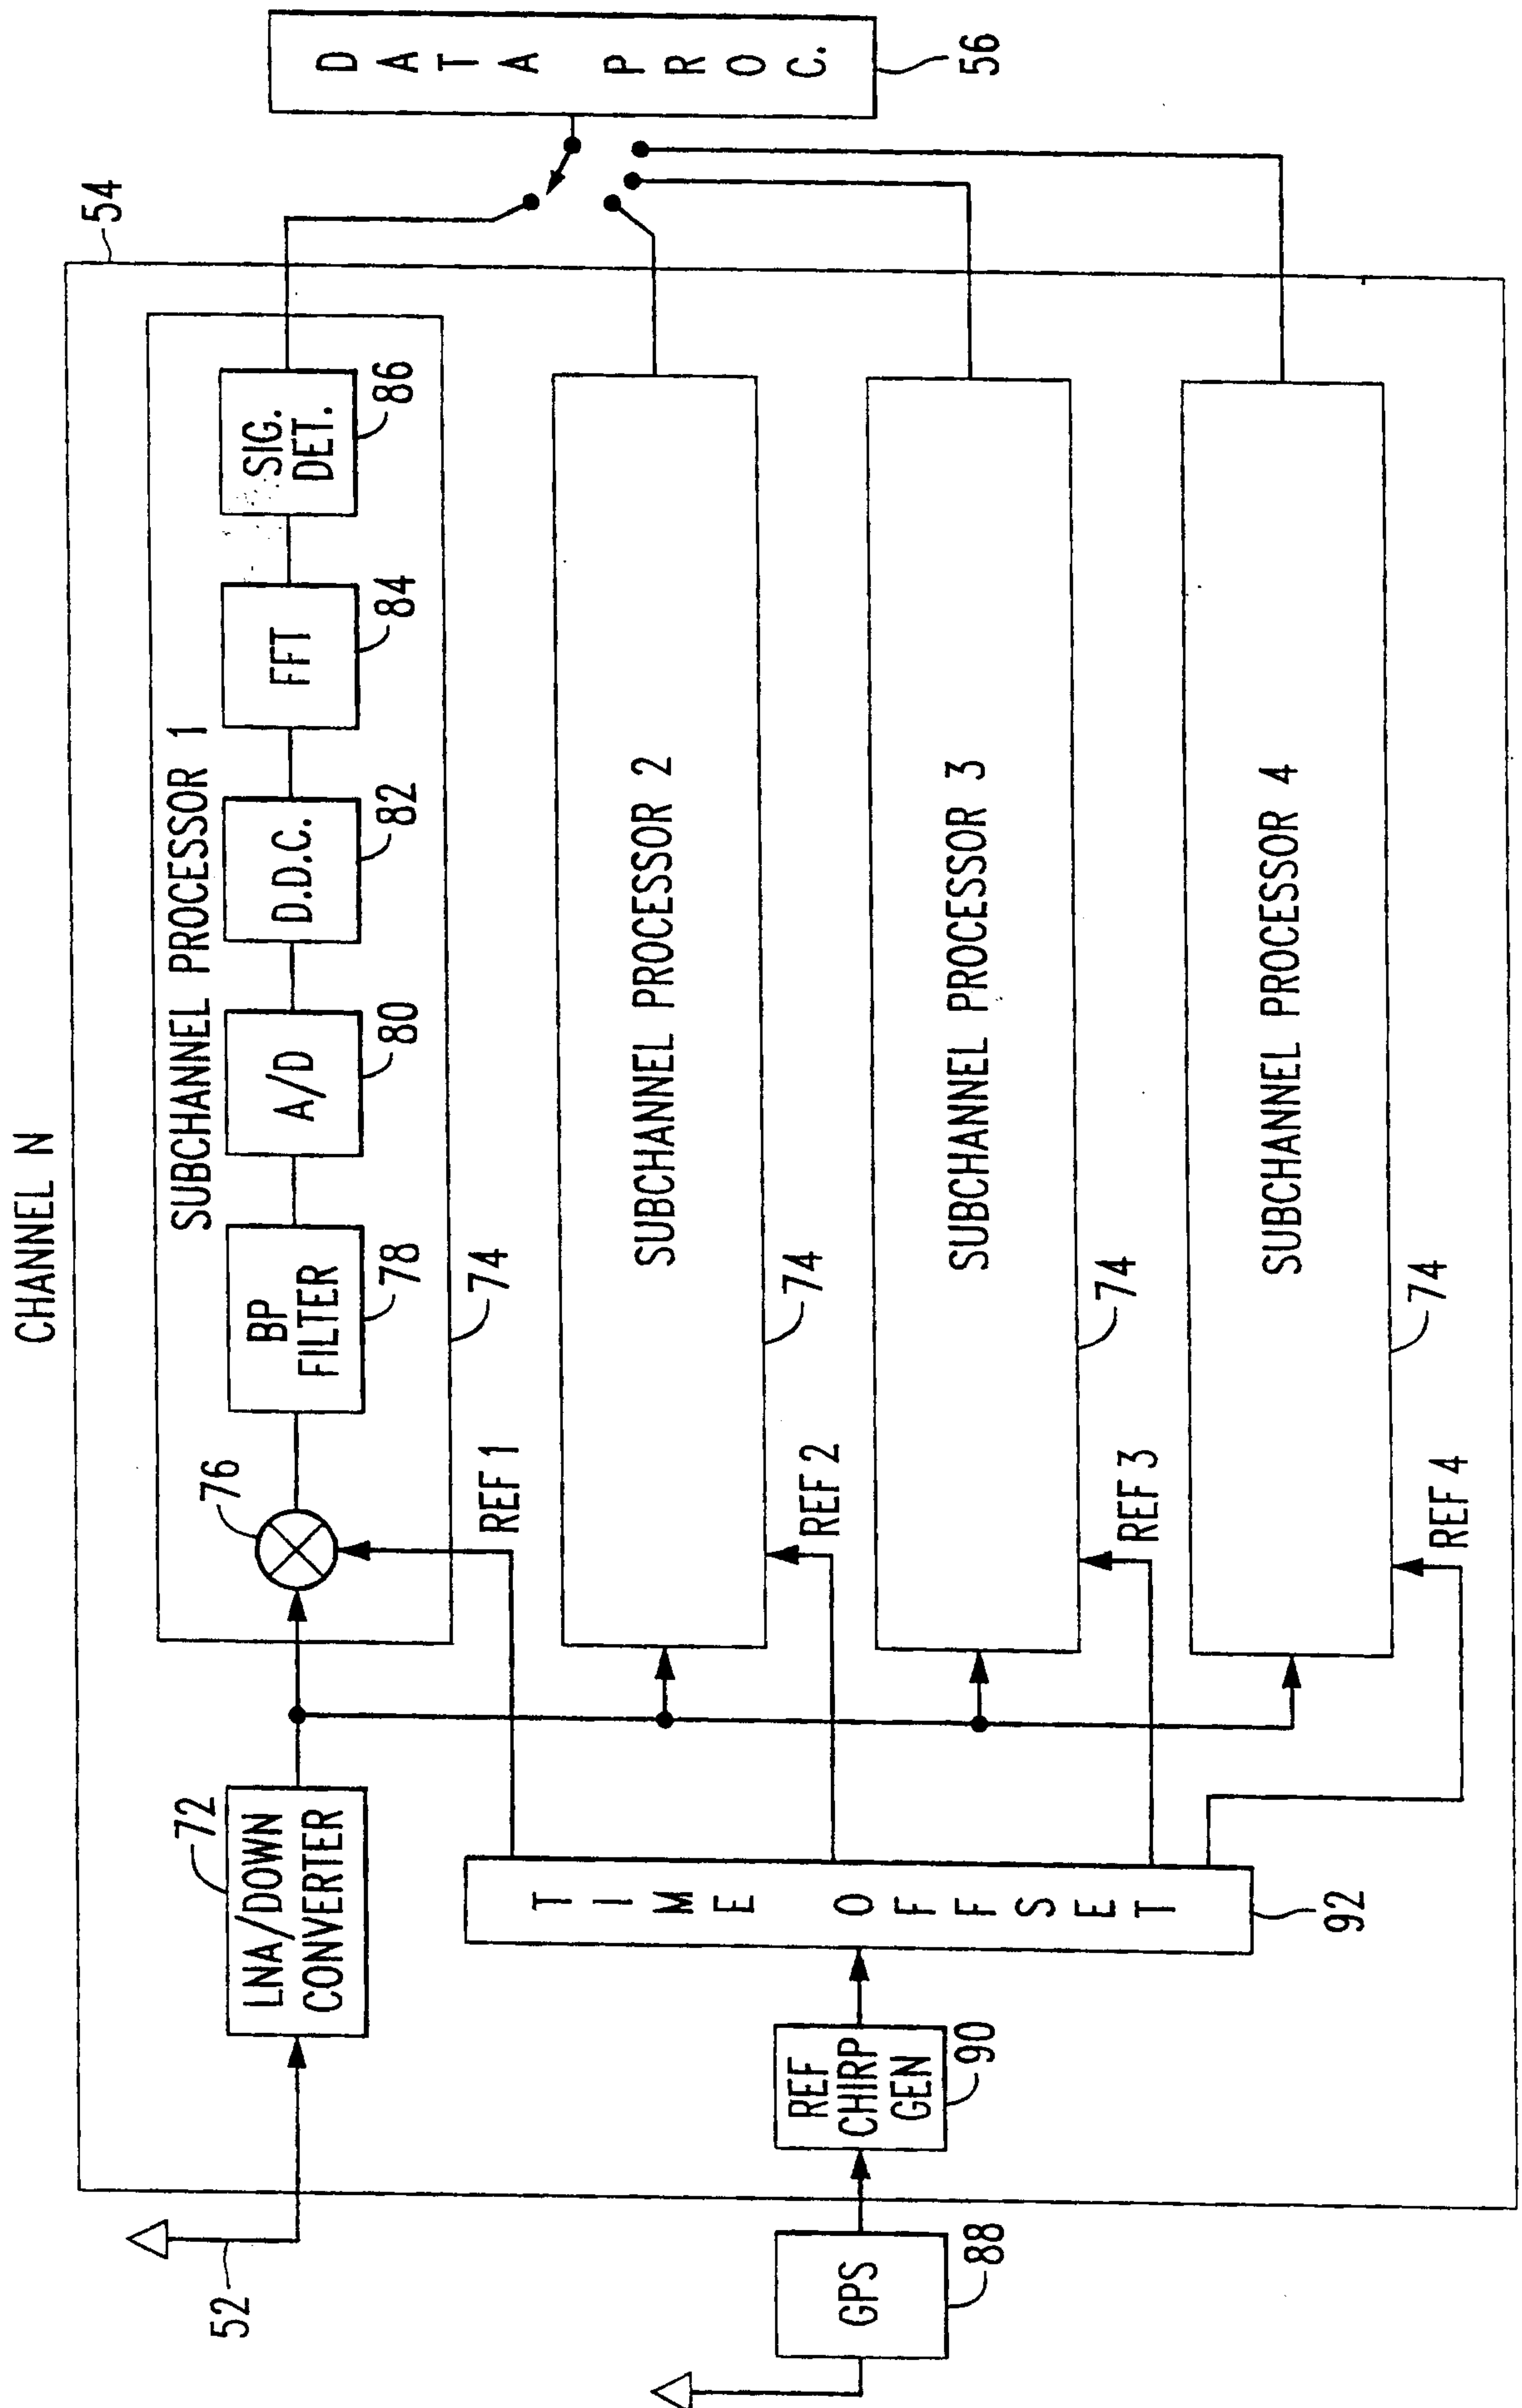 CHANNEL N
54
52
72
LNA/DOWN
CONVERTER
76
SUBCHANNEL PROCESSOR 1
BP
FILTER
78
A/D
80
D.D.C.
82
FFT
84
SIG.
DET.
86
74
REF 1
SUBCHANNEL PROCESSOR 2
74
REF 2
SUBCHANNEL PROCESSOR 3
74
REF 3
SUBCHANNEL PROCESSOR 4
74
REF 4
GPS
88
REF
CHIRP
GEN
90
TIME OFFSET
92
DATA PROC.
56